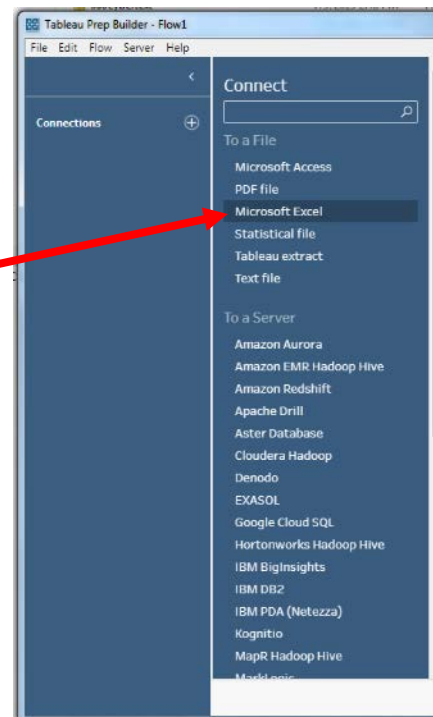 Tableau Prep Builder - Flow1
File Edit Flow Server Help
Connections
Connect
To a File
Microsoft Access
PDF file
Microsoft Excel
Statistical file
Tableau extract
Text file
To a Server
Amazon Aurora
Amazon EMR Hadoop Hive
Amazon Redshift
Apache Drill
Aster Database
Cloudera Hadoop
Denodo
EXASOL
Google Cloud SQL
Hortonworks Hadoop Hive
IBM BigInsights
IBM DB2
IBM PDA (Netezza)
Kognitio
MapR Hadoop Hive
MarkLogic